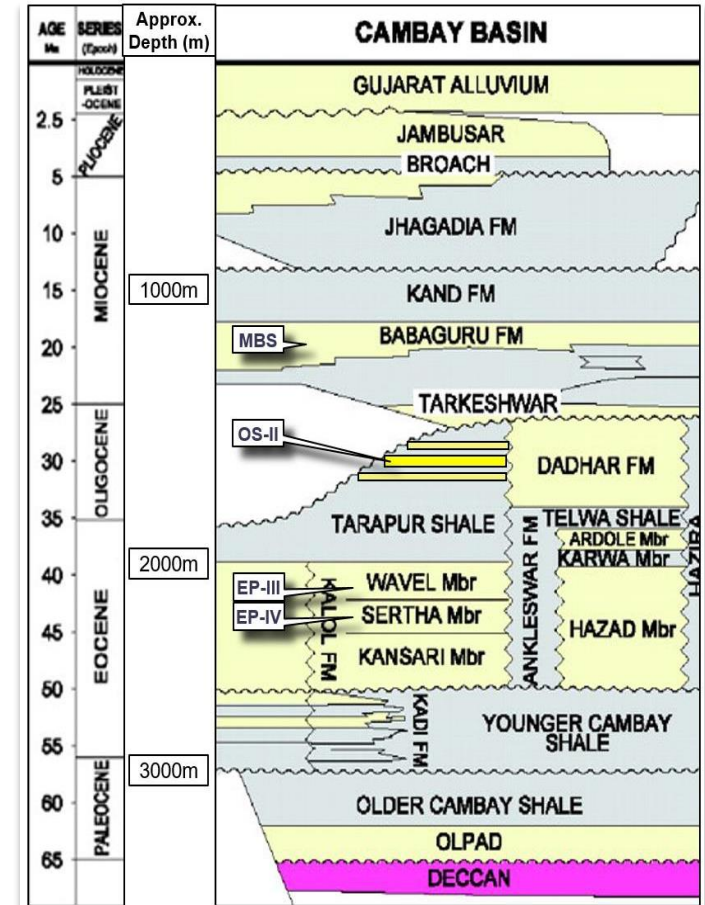 AGE
Ma
SERIES
(Epoch)
Approx.
Depth (m)
CAMBAY BASIN
HOLOCENE
PLEIST
-OCENE
GUJARAT ALLUVIUM
2.5
PLIOCENE
JAMBUSAR
BROACH
5
10
JHAGADIA FM
MIOCENE
15
1000m
KAND FM
MBS
BABAGURU FM
20
25
TARKESHWAR
OS-II
OLIGOCENE
30
DADHAR FM
35
TARAPUR SHALE
ANKLESWAR FM
TELWA SHALE
ARDOLE Mbr
KARWA Mbr
HAZIRA
2000m
40
EP-III
KALOL FM
WAVEL Mbr
EP-IV
SERTHA Mbr
HAZAD Mbr
EOCENE
45
KANSARI Mbr
50
KADI FM
YOUNGER CAMBAY
SHALE
55
3000m
PALEOCENE
60
OLDER CAMBAY SHALE
OLPAD
65
DECCAN